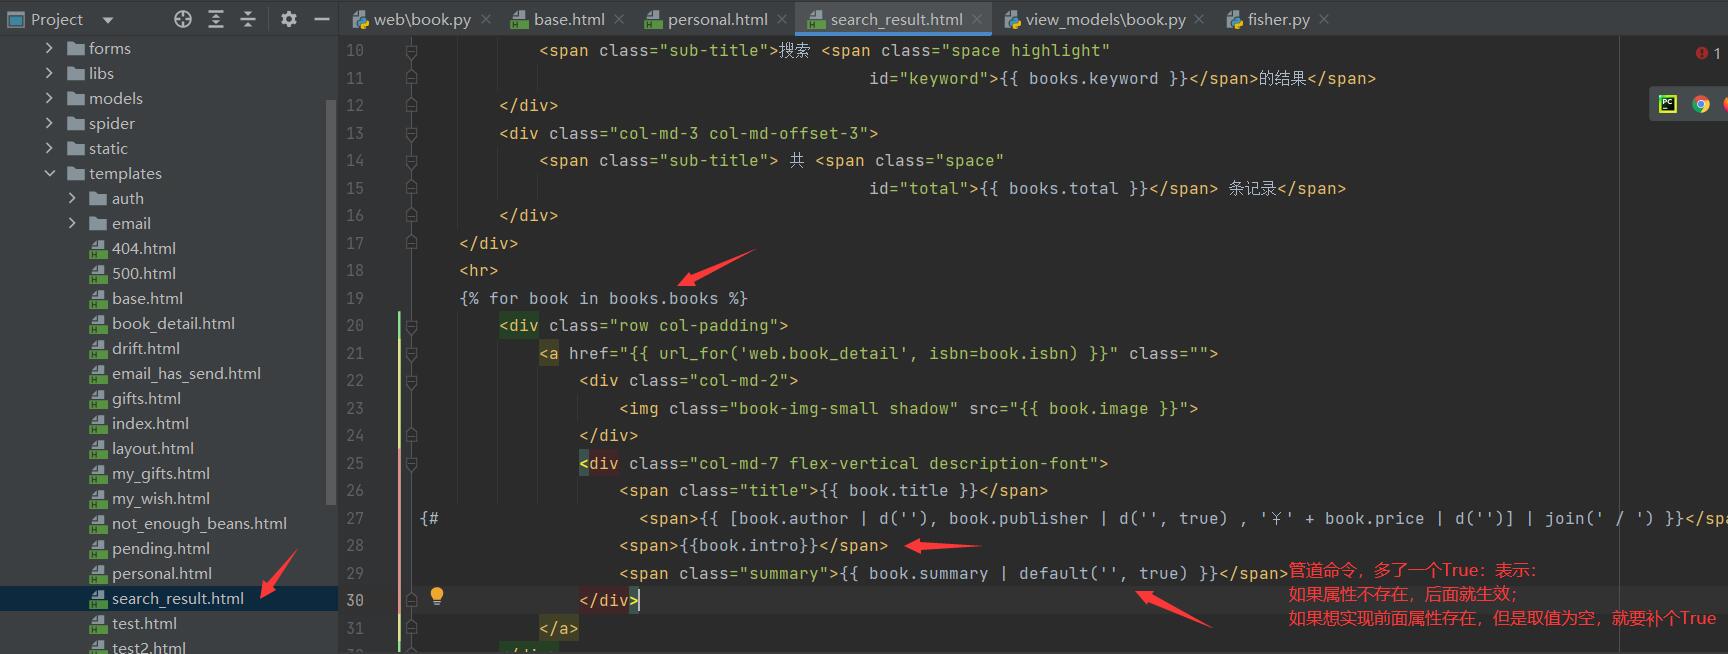 Project
web\book.py
base.html
personal.html
search_result.html
view_models\book.py
fisher.py
forms
libs
models
spider
static
templates
auth
email
404.html
500.html
base.html
book_detail.html
drift.html
email_has_send.html
gifts.html
index.html
layout.html
my_gifts.html
my_wish.html
not_enough_beans.html
pending.html
personal.html
search_result.html
test.html
test2.html
1
10 <span class="sub-title">搜索 <span class="space highlight"
11 id="keyword">{{ books.keyword }}</span>的结果</span>
12 </div>
13 <div class="col-md-3 col-md-offset-3">
14 <span class="sub-title"> 共 <span class="space"
15 id="total">{{ books.total }}</span> 条记录</span>
16 </div>
17 </div>
18 <hr>
19 {% for book in books.books %}
20 <div class="row col-padding">
21 <a href="{{ url_for('web.book_detail', isbn=book.isbn) }}" class="">
22 <div class="col-md-2">
23 <img class="book-img-small shadow" src="{{ book.image }}">
24 </div>
25 <div class="col-md-7 flex-vertical description-font">
26 <span class="title">{{ book.title }}</span>
27 {# <span>{{ [book.author | d(''), book.publisher | d('', true) , '¥' + book.price | d('')] | join(' / ') }}</sp
28 <span>{{book.intro}}</span>
29 <span class="summary">{{ book.summary | default('', true) }}</span>
30 </div>
31 </a>
管道命令，多了一个True：表示：
如果属性不存在，后面就生效；
如果想实现前面属性存在，但是取值为空，就要补个True